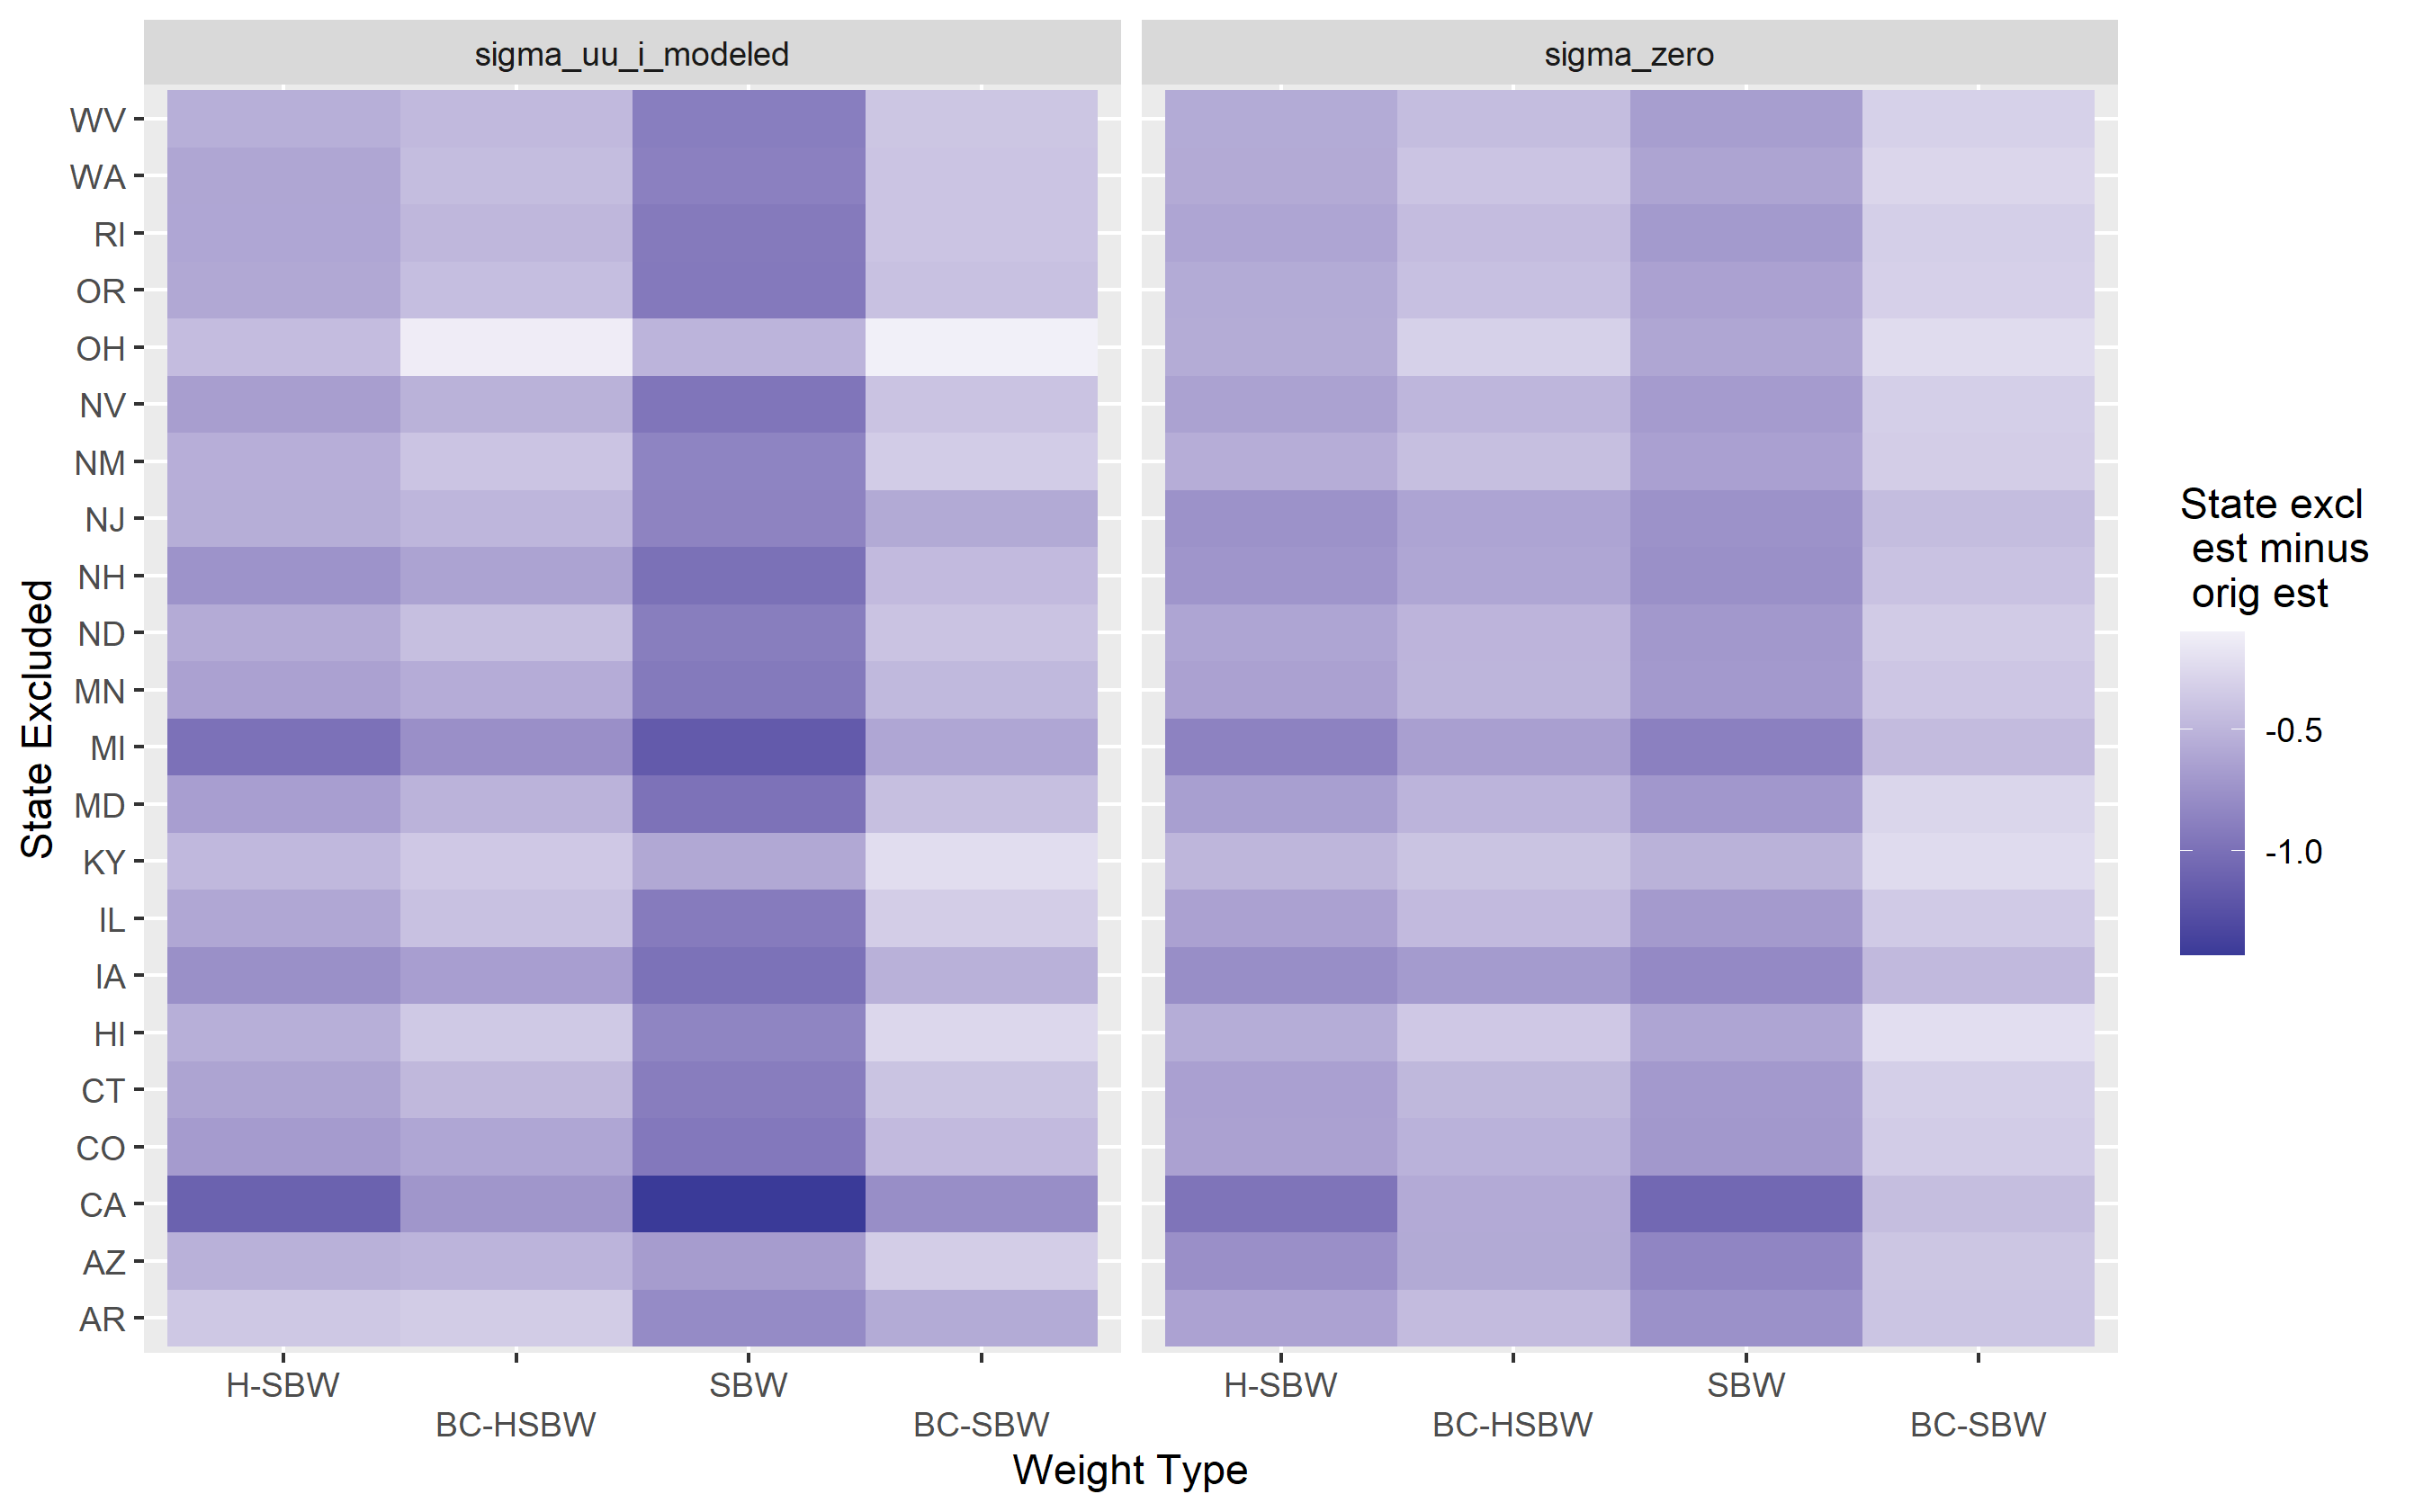 sigma_uu_i_modeled
sigma_zero
State Excluded
WV
WA
RI
OR
OH
NV
NM
NJ
NH
ND
MN
MI
MD
KY
IL
IA
HI
CT
CO
CA
AZ
AR
H-SBW
BC-HSBW
SBW
BC-SBW
H-SBW
BC-HSBW
SBW
BC-SBW
Weight Type
State excl
est minus
orig est
-0.5
-1.0